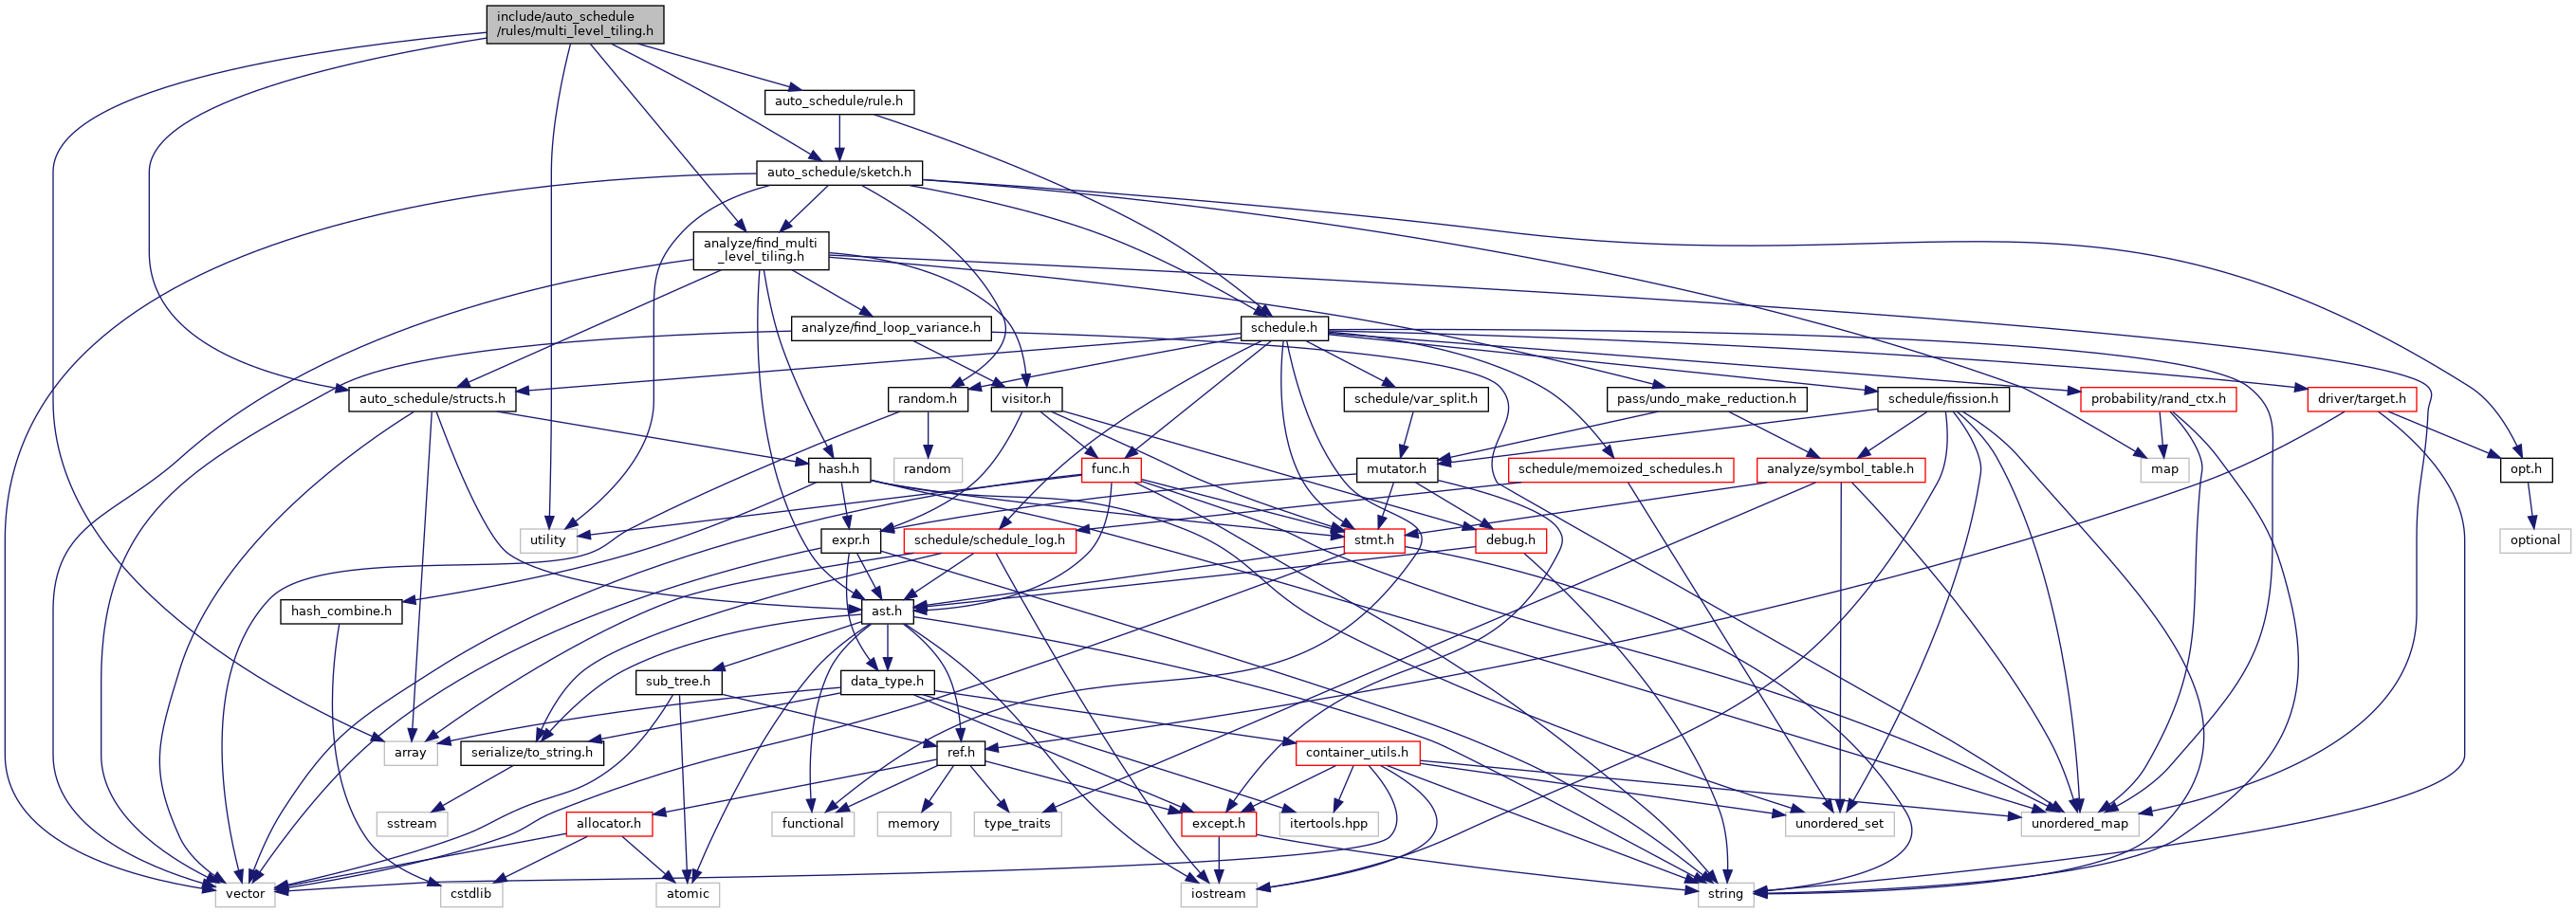 include/auto_schedule
/rules/multi_level_tiling.h
auto_schedule/rule.h
auto_schedule/sketch.h
analyze/find_multi
_level_tiling.h
analyze/find_loop_variance.h
schedule.h
auto_schedule/structs.h
random.h
visitor.h
schedule/var_split.h
pass/undo_make_reduction.h
schedule/fission.h
probability/rand_ctx.h
driver/target.h
hash.h
random
func.h
mutator.h
schedule/memoized_schedules.h
analyze/symbol_table.h
map
opt.h
utility
expr.h
schedule/schedule_log.h
stmt.h
debug.h
optional
hash_combine.h
ast.h
sub_tree.h
data_type.h
array
serialize/to_string.h
ref.h
container_utils.h
sstream
allocator.h
functional
memory
type_traits
except.h
itertools.hpp
unordered_set
unordered_map
vector
cstdlib
atomic
iostream
string